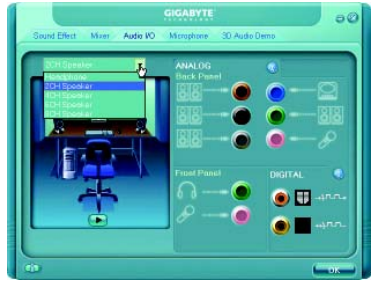 GIGABYTE
TECHNOLOGY
Sound Effect Mixer Audio I/O Microphone 3D Audio Demo
2CH Speaker
Headphone
2CH Speaker
4CH Speaker
6CH Speaker
8CH Speaker
ANALOG
Back Panel
Front Panel
DIGITAL
OK